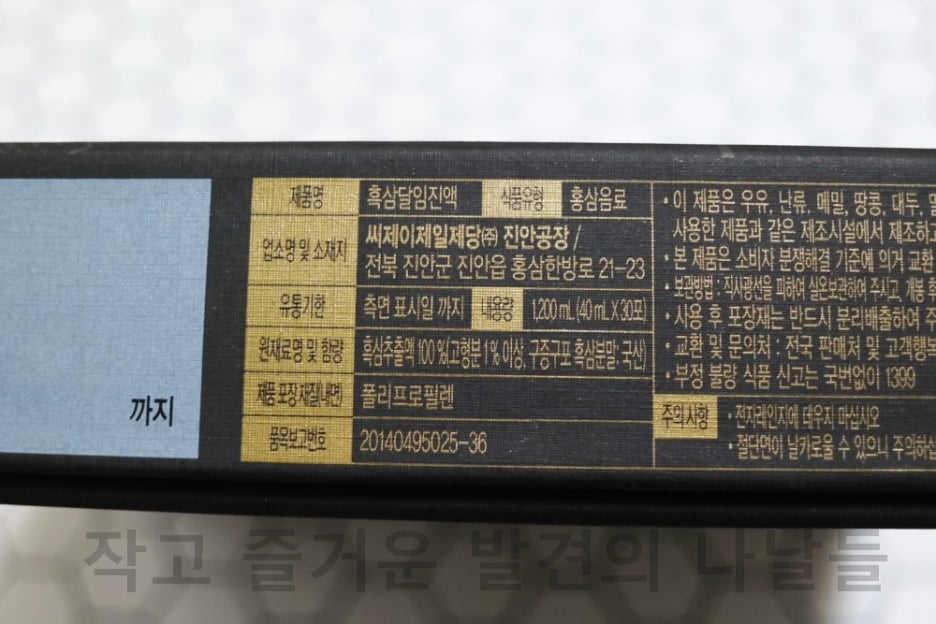 까지
제품명 흑삼달임진액 식품유형 홍삼음료
업소명 및 소재지 씨제이제일제당㈜ 진안공장 /
전북 진안군 진안읍 홍삼한방로 21-23
유통기한 측면 표시일 까지 내용량 1,200 mL (40 mL X 30포)
원재료명 및 함량 흑삼추출액 100 %(고형분 1% 이상, 구증구포 흑삼분말:국산)
제품 포장 재질(내면) 폴리프로필렌
품목보고번호 20140495025-36
• 이 제품은 우유, 난류, 메밀, 땅콩, 대두,
사용한 제품과 같은 제조시설에서 제조하고
• 본 제품은 소비자 분쟁해결 기준에 의거 교환
• 보관방법 : 직사광선을 피하여 실온보관하여 주시고, 개봉
• 사용 후 포장재는 반드시 분리배출하여 주
• 교환 및 문의처 : 전국 판매처 및 고객행복
• 부정 불량 식품 신고는 국번없이 1399
주의사항 • 전자레인지에 데우지 마십시오
• 절단면이 날카로울 수 있으니 주의하십
작고 즐거운 발견의 나날들